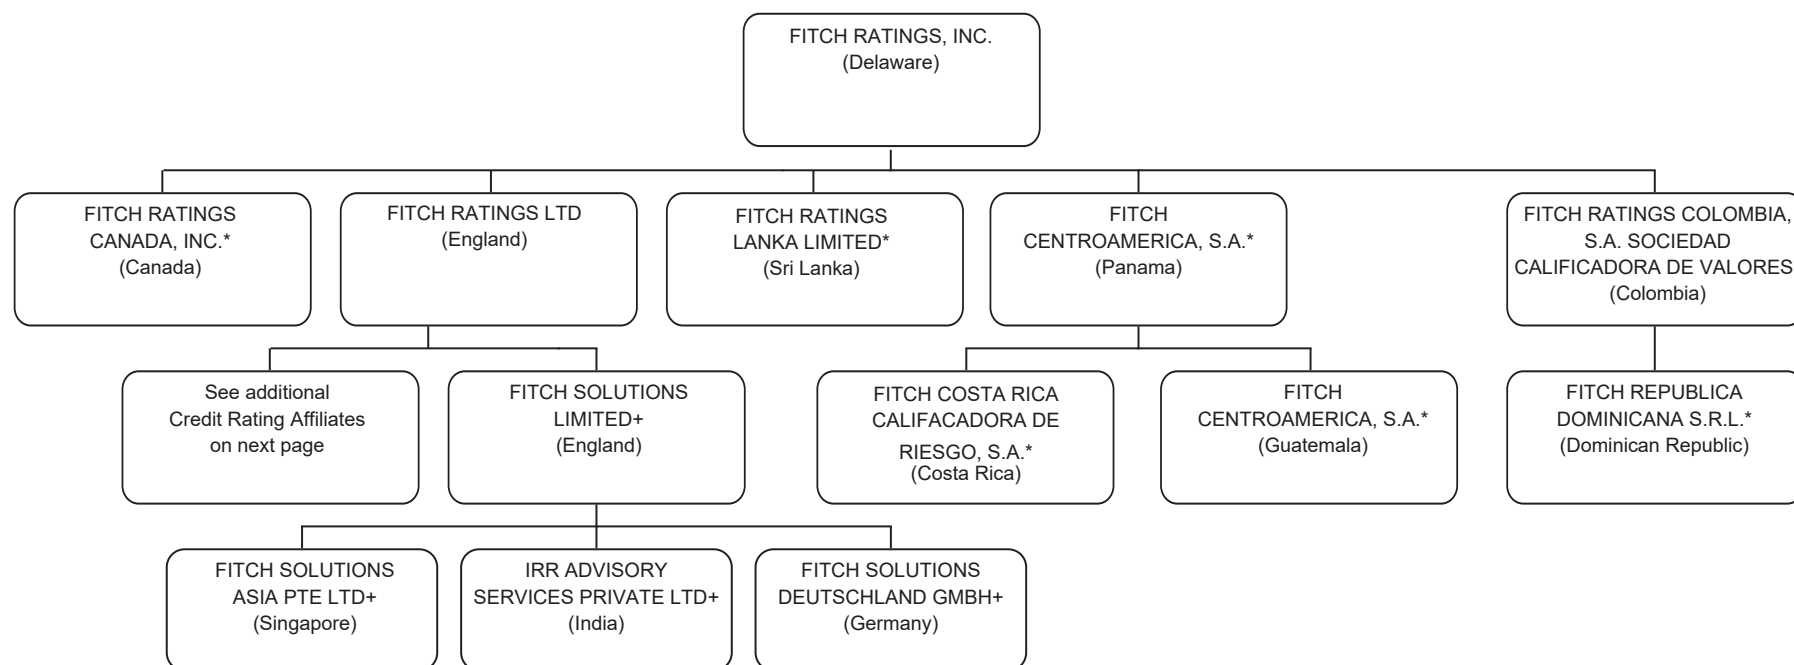 FITCH RATINGS, INC.
(Delaware)
FITCH RATINGS
CANADA, INC.*
(Canada)
FITCH RATINGS LTD
(England)
FITCH RATINGS
LANKA LIMITED*
(Sri Lanka)
FITCH
CENTROAMERICA, S.A.*
(Panama)
FITCH RATINGS COLOMBIA,
S.A. SOCIEDAD
CALIFICADORA DE VALORES
(Colombia)
See additional
Credit Rating Affiliates
on next page
FITCH SOLUTIONS
LIMITED+
(England)
FITCH COSTA RICA
CALIFACADORA DE
RIESGO, S.A.*
(Costa Rica)
FITCH
CENTROAMERICA, S.A.*
(Guatemala)
FITCH REPUBLICA
DOMINICANA S.R.L.*
(Dominican Republic)
FITCH SOLUTIONS
ASIA PTE LTD+
(Singapore)
IRR ADVISORY
SERVICES PRIVATE LTD+
(India)
FITCH SOLUTIONS
DEUTSCHLAND GMBH+
(Germany)